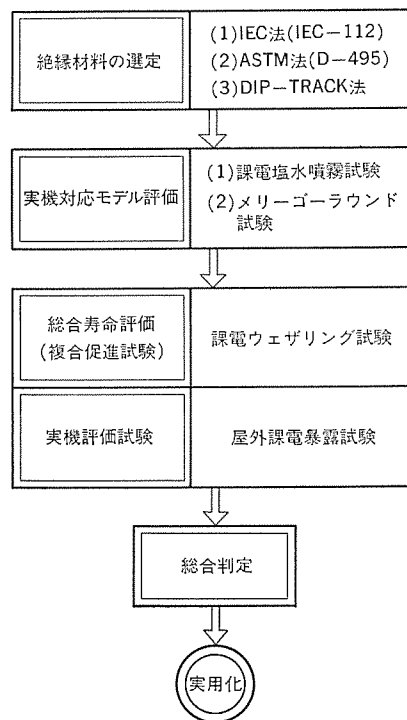 絶縁材料の選定
(1)IEC法(IEC-112)
(2)ASTM法(D-495)
(3)DIP-TRACK法
実機対応モデル評価
(1)課電塩水噴霧試験
(2)メリーゴーラウンド
試験
総合寿命評価
(複合促進試験)
課電ウェザリング試験
実機評価試験
屋外課電暴露試験
総合判定
実用化